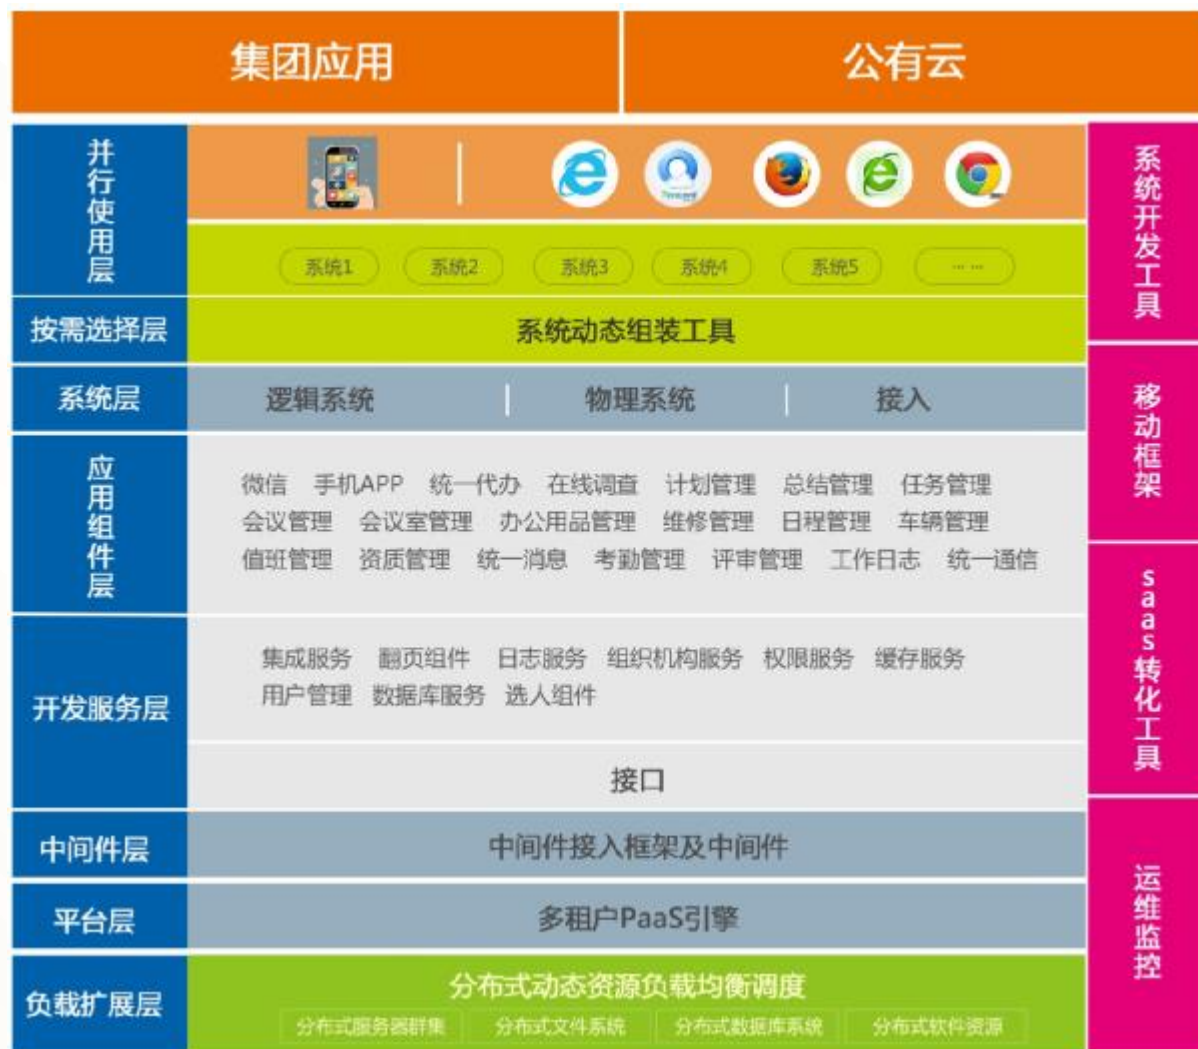 集团应用 公有云
并行使用层
系统1 系统2 系统3 系统4 系统5 ... ...
按需选择层 系统动态组装工具
系统层 逻辑系统 物理系统 接入
应用组件层
微信 手机APP 统一代办 在线调查 计划管理 总结管理 任务管理
会议管理 会议室管理 办公用品管理 维修管理 日程管理 车辆管理
值班管理 资质管理 统一消息 考勤管理 评审管理 工作日志 统一通信
开发服务层
集成服务 翻页组件 日志服务 组织机构服务 权限服务 缓存服务
用户管理 数据库服务 选人组件
接口
中间件层 中间件接入框架及中间件
平台层 多租户PaaS引擎
负载扩展层 分布式动态资源负载均衡调度
分布式服务器群集 分布式文件系统 分布式数据库系统 分布式软件资源
系统开发工具
移动框架
saas转化工具
运维监控